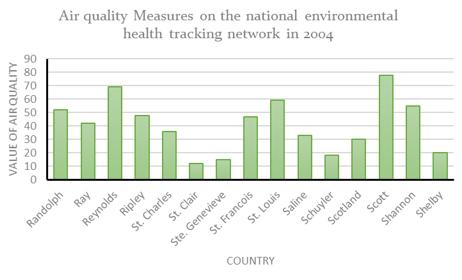 Air quality Measures on the national environmental
health tracking network in 2004
VALUE OF AIR QUALITY
90
80
70
60
50
40
30
20
10
0
Randolph
Ray
Reynolds
Ripley
St. Charles
St. Clair
Ste. Genevieve
St. Francois
St. Louis
Saline
Schuyler
Scotland
Scott
Shannon
Shelby
COUNTRY